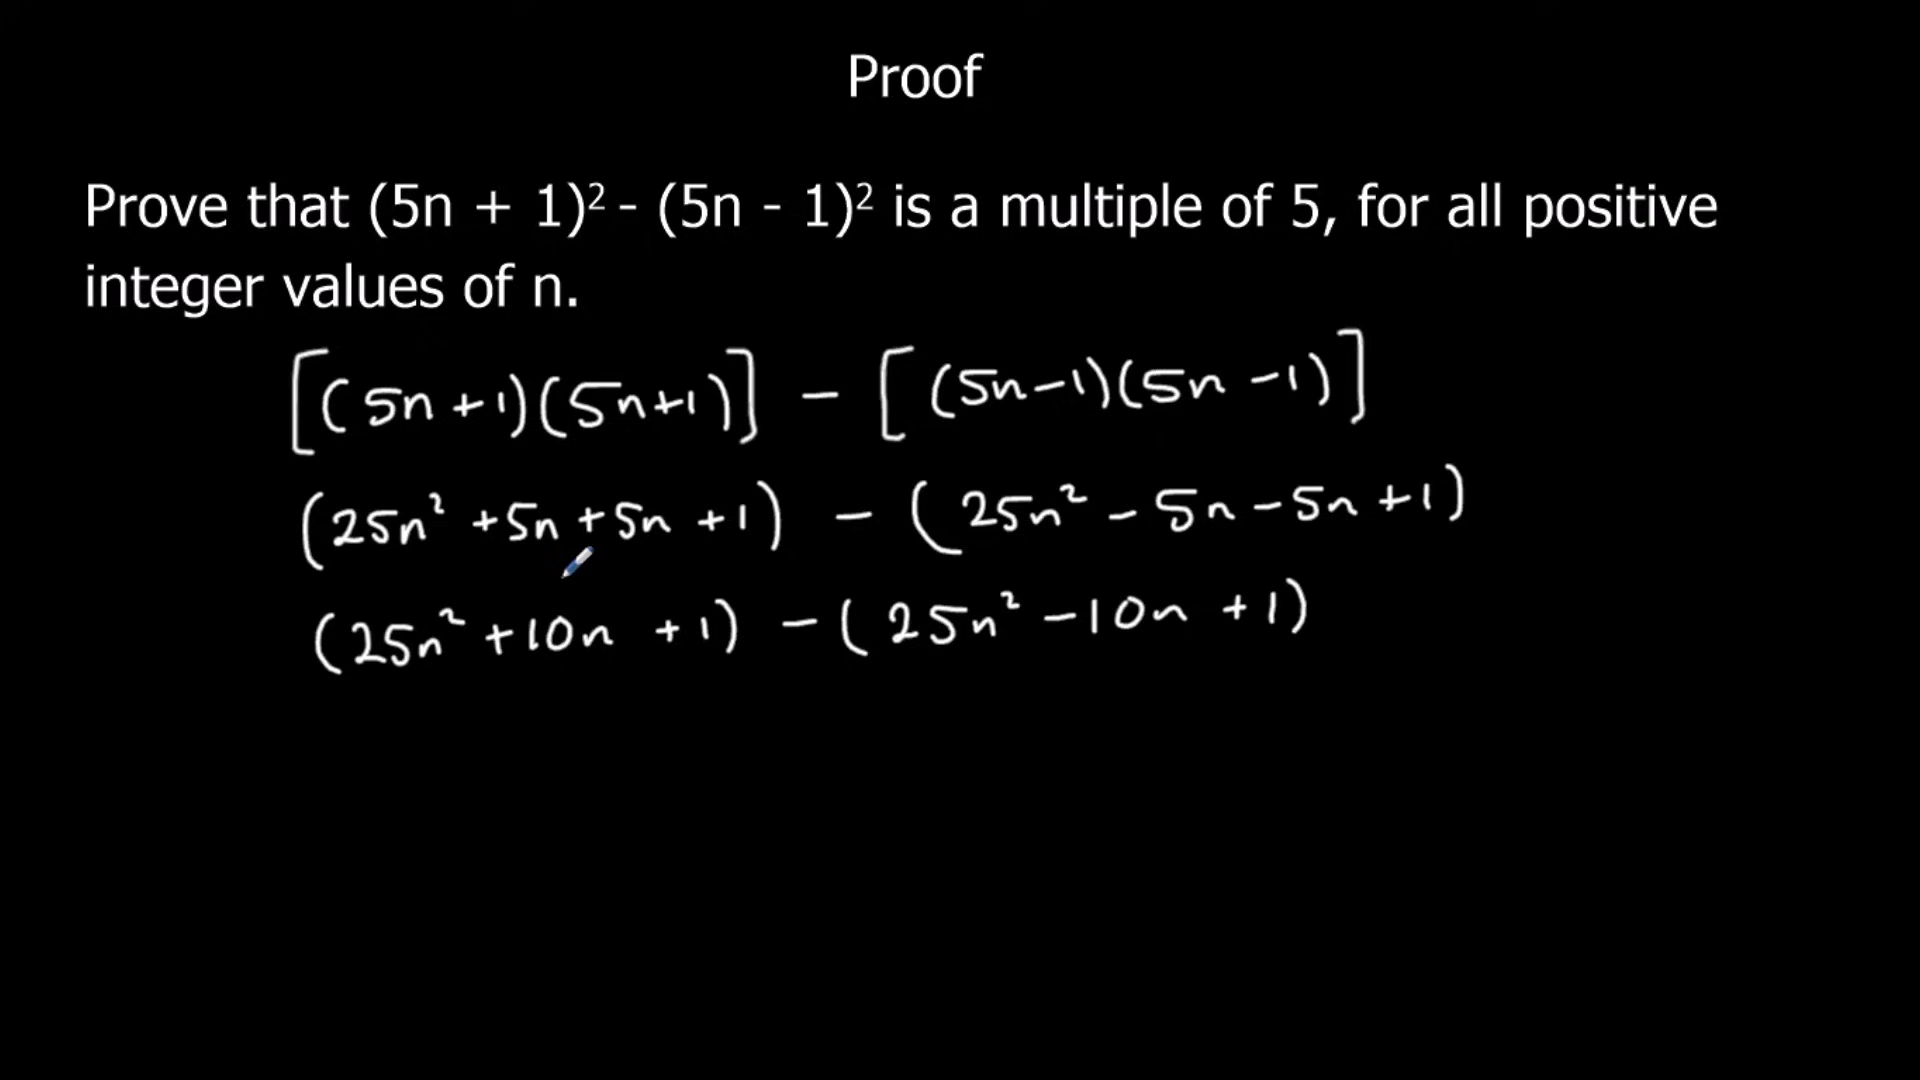 Proof
Prove that (5n + 1)² - (5n - 1)² is a multiple of 5, for all positive
integer values of n.
[(5n+1)(5n+1)] - [(5n-1)(5n-1)]
(25n² +5n+5n +1) - (25n² - 5n - 5n +1)
(25n² +10n +1) - (25n² -10n +1)